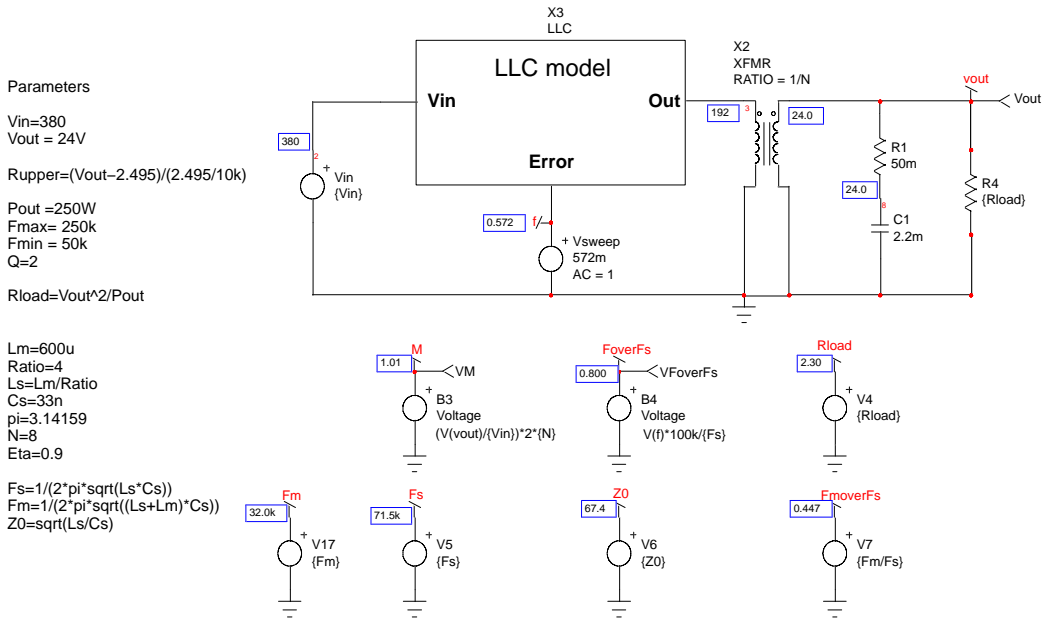 X3
LLC
LLC model
Vin
Out
Error
X2
XFMR
RATIO = 1/N
vout
Vout
Parameters
Vin=380
Vout = 24V
Rupper=(Vout−2.495)/(2.495/10k)
Pout =250W
Fmax= 250k
Fmin = 50k
Q=2
Rload=Vout^2/Pout
380
2
+
Vin
{Vin}
192
3
24.0
R1
50m
24.0
8
C1
2.2m
R4
{Rload}
0.572
f
+ Vsweep
572m
AC = 1
Lm=600u
Ratio=4
Ls=Lm/Ratio
Cs=33n
pi=3.14159
N=8
Eta=0.9
Fs=1/(2*pi*sqrt(Ls*Cs))
Fm=1/(2*pi*sqrt((Ls+Lm)*Cs))
Z0=sqrt(Ls/Cs)
M
1.01
VM
+
B3
Voltage
(V(vout)/{Vin})*2*{N}
FoverFs
0.800
VFoverFs
+
B4
Voltage
V(f)*100k/{Fs}
Rload
2.30
+
V4
{Rload}
Fm
32.0k
+
V17
{Fm}
Fs
71.5k
+
V5
{Fs}
Z0
67.4
+
V6
{Z0}
FmoverFs
0.447
+
V7
{Fm/Fs}